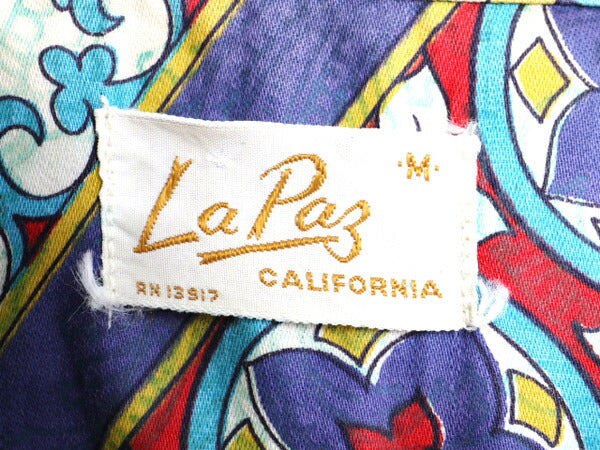 ·M·
La Paz
CALIFORNIA
RN 13917